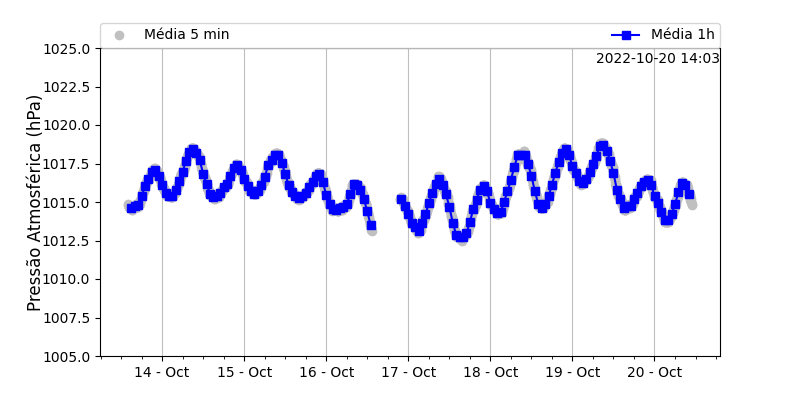 Média 5 min
Média 1h
2022-10-20 14:03
Pressão Atmosférica (hPa)
1025.0
1022.5
1020.0
1017.5
1015.0
1012.5
1010.0
1007.5
1005.0
14 - Oct
15 - Oct
16 - Oct
17 - Oct
18 - Oct
19 - Oct
20 - Oct